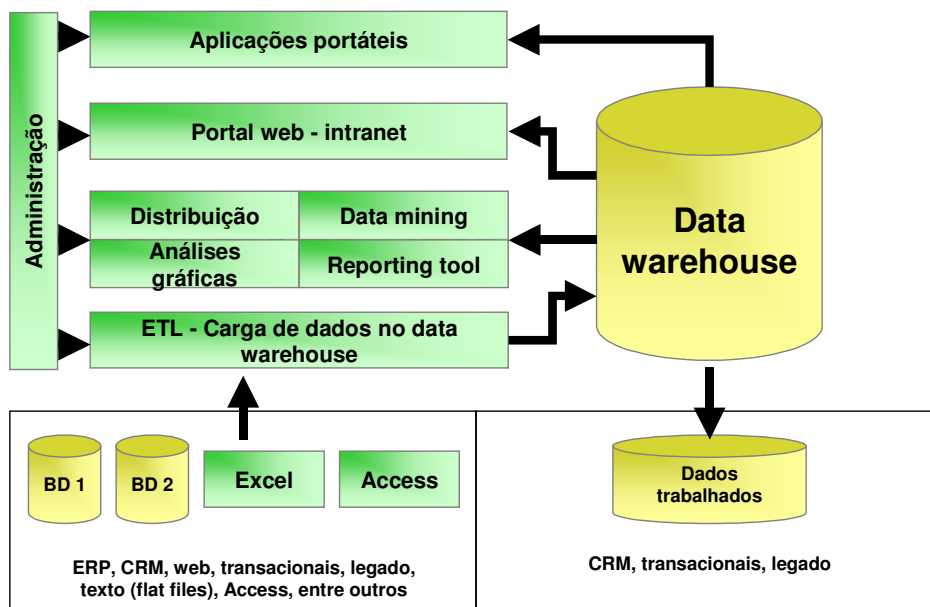 Administração
Aplicações portáteis
Portal web - intranet
Distribuição
Data mining
Análises
gráficas
Reporting tool
ETL - Carga de dados no data
warehouse
Data
warehouse
BD 1
BD 2
Excel
Access
ERP, CRM, web, transacionais, legado,
texto (flat files), Access, entre outros
Dados
trabalhados
CRM, transacionais, legado